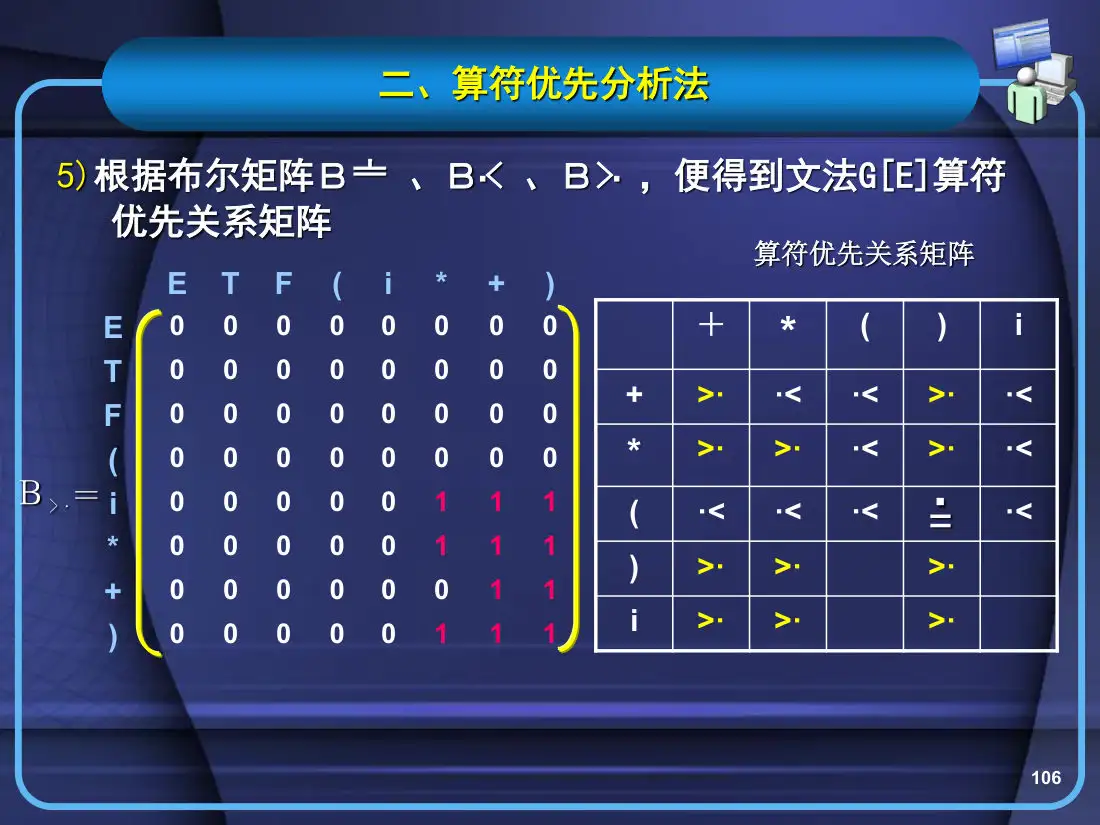 二、算符优先分析法
5)根据布尔矩阵B≐ 、B⋖ 、B⋗ ，便得到文法G[E]算符
优先关系矩阵
算符优先关系矩阵
E T F ( i * + )
E 0 0 0 0 0 0 0 0
T 0 0 0 0 0 0 0 0
F 0 0 0 0 0 0 0 0
( 0 0 0 0 0 0 0 0
B>·= i 0 0 0 0 0 1 1 1
* 0 0 0 0 0 1 1 1
+ 0 0 0 0 0 0 1 1
) 0 0 0 0 0 1 1 1
＋ * ( ) i
+ >· ·< ·< >· ·<
* >· >· ·< >· ·<
( ·< ·< ·< ≐ ·<
) >· >· >·
i >· >· >·
106